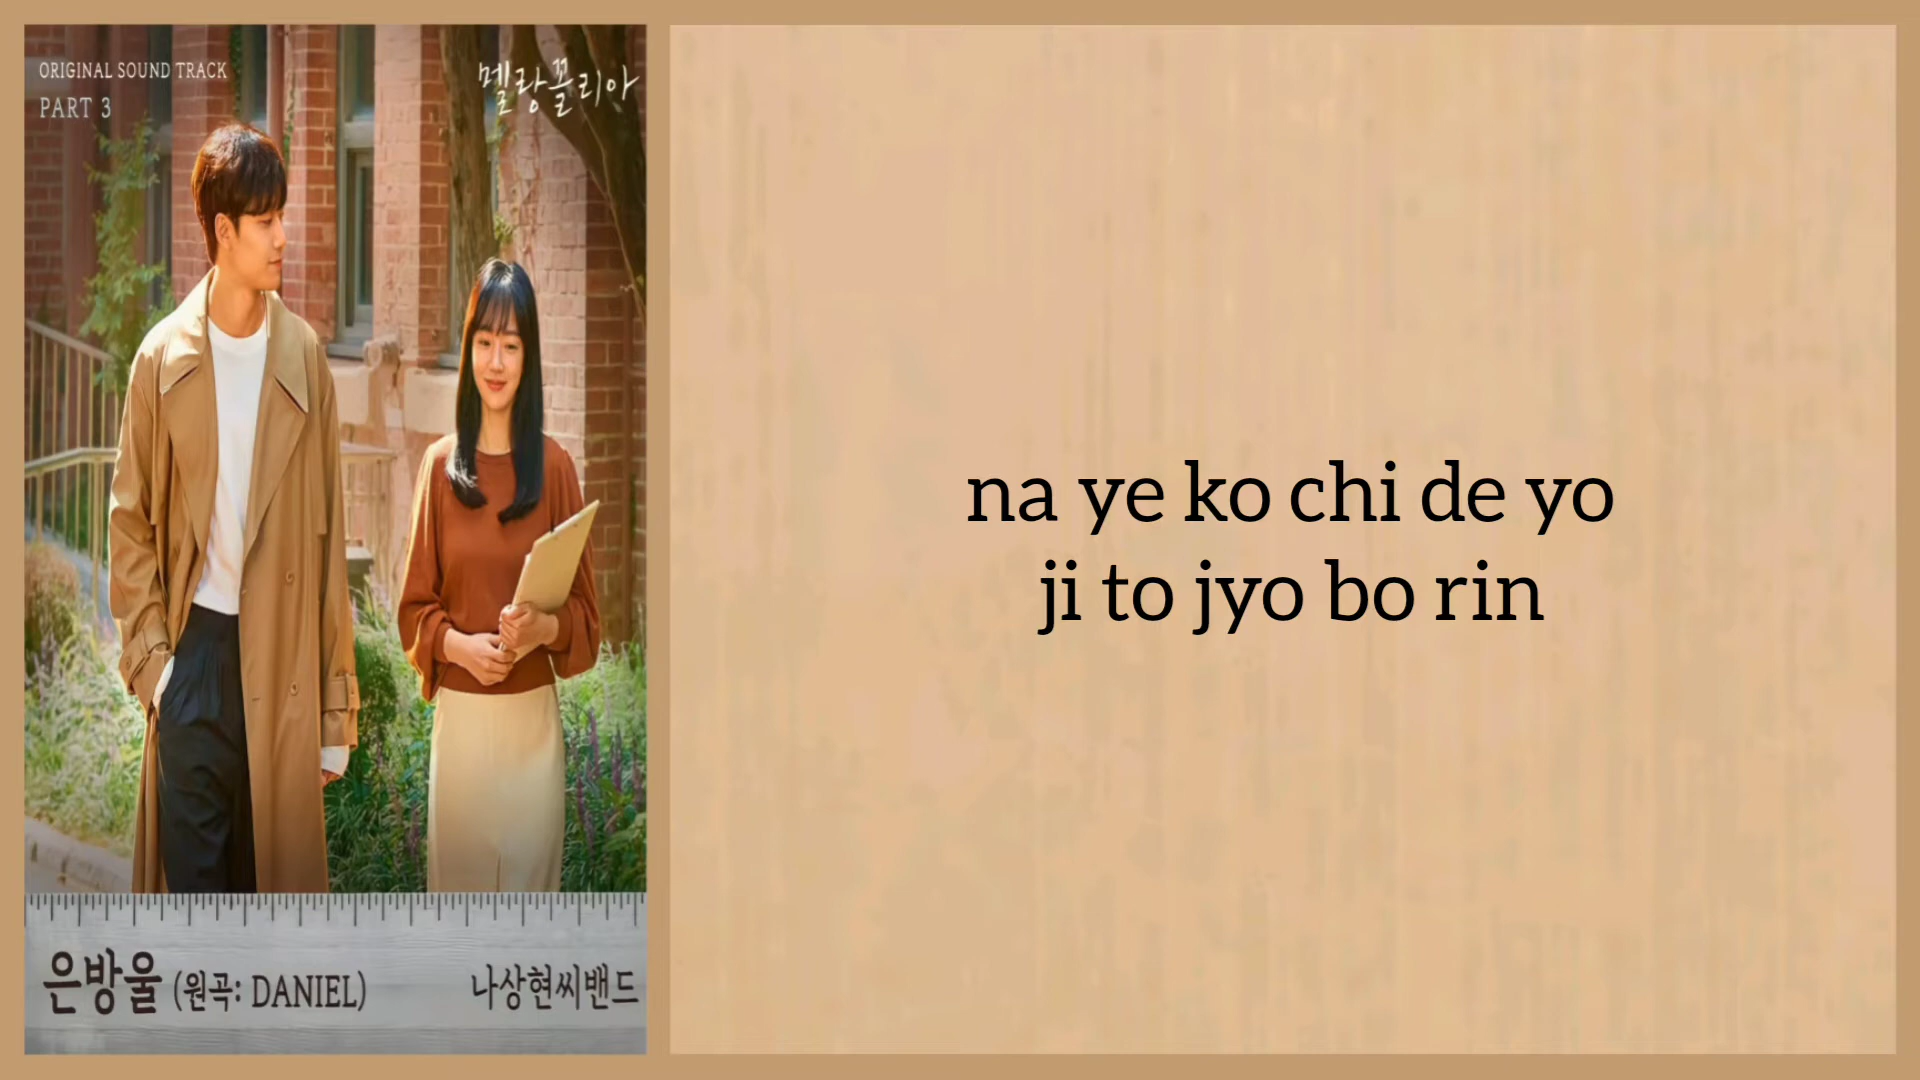 ORIGINAL SOUND TRACK
PART 3
멜랑꼴리아
은방울 (원곡: DANIEL)
나상현씨밴드
na ye ko chi de yo
ji to jyo bo rin